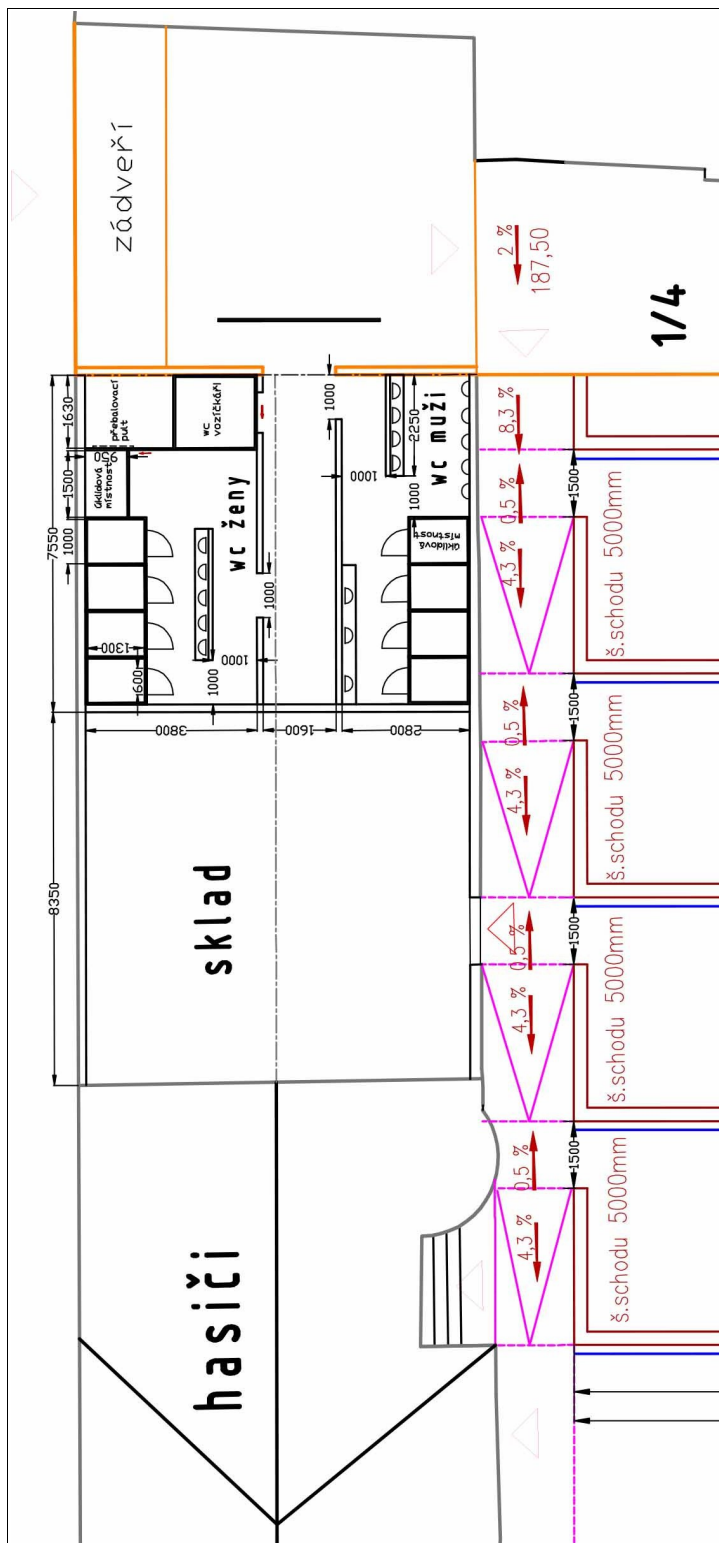 zádveří
2 %
187,50
1/4
1630
přebalovací
pult
wc
vozíčkáři
1000
2250
wc muži
8,3 %
1500
úklidová
místnost
1000
1000
0,5 %
1500
7550
1000
wc ženy
úklidová
místnost
4,3 %
1000
1300
600
1000
1000
š.schodu 5000mm
3800
1600
2800
0,5 %
1500
4,3 %
š.schodu 5000mm
8350
sklad
0,5 %
1500
4,3 %
š.schodu 5000mm
0,5 %
1500
hasiči
4,3 %
š.schodu 5000mm